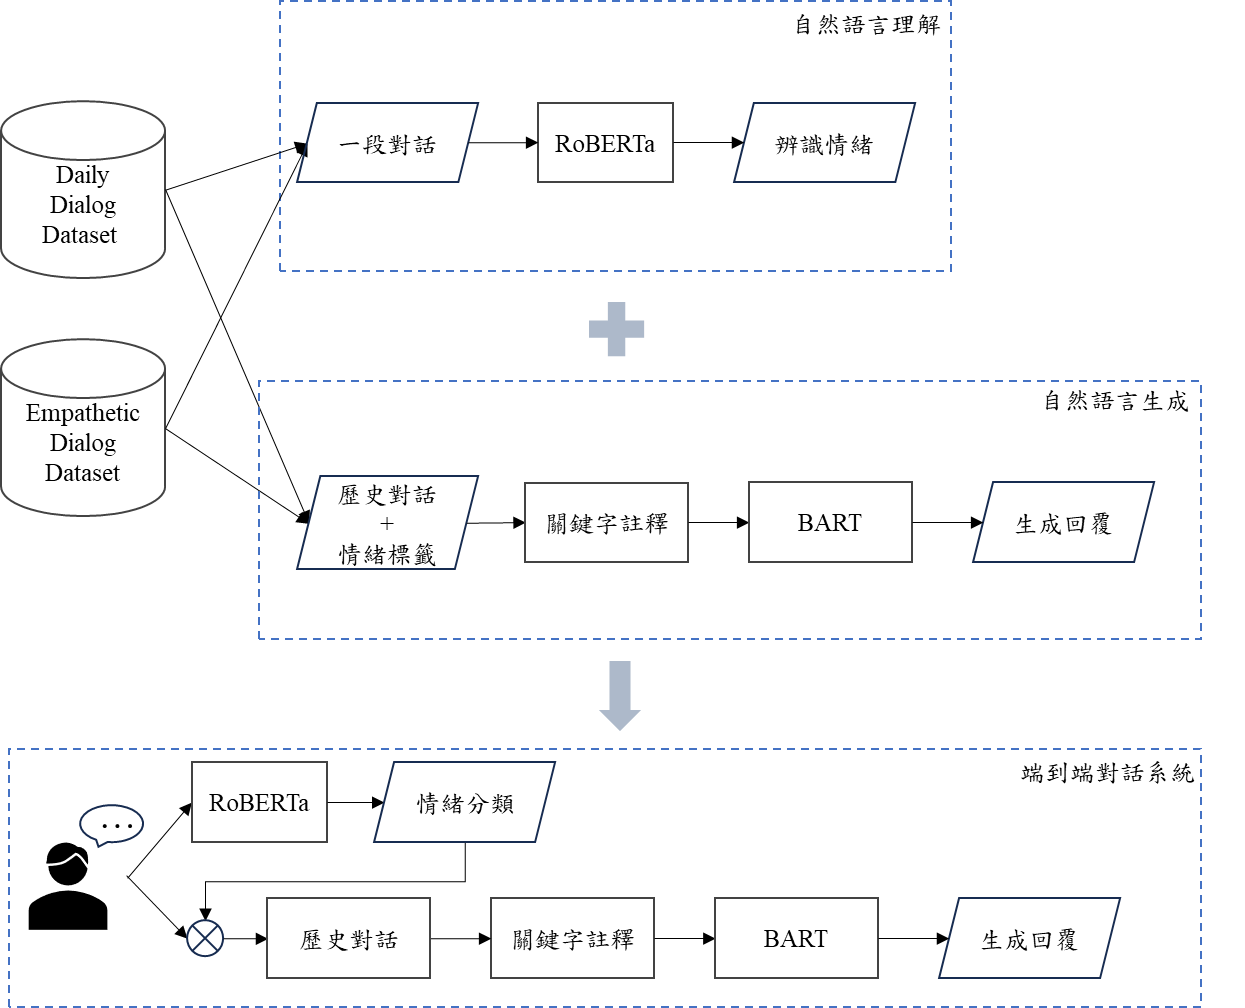 自然語言理解
Daily
Dialog
Dataset
一段對話
RoBERTa
辨識情緒
Empathetic
Dialog
Dataset
自然語言生成
歷史對話
+
情緒標籤
關鍵字註釋
BART
生成回覆
端到端對話系統
RoBERTa
情緒分類
...
歷史對話
關鍵字註釋
BART
生成回覆